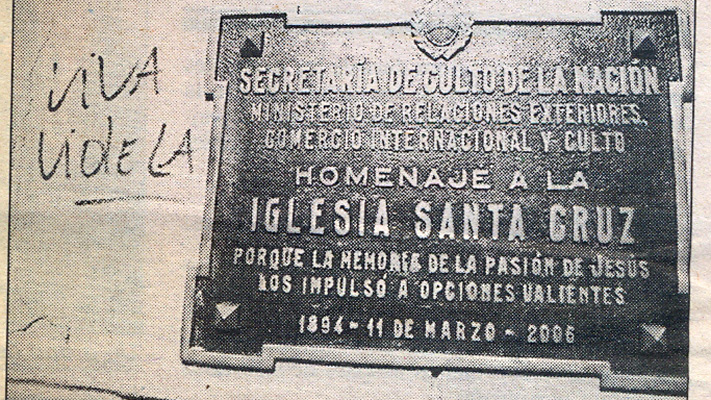 VIVA
VIDELA
SECRETARÍA DE CULTO DE LA NACIÓN
MINISTERIO DE RELACIONES EXTERIORES,
COMERCIO INTERNACIONAL Y CULTO
HOMENAJE A LA
IGLESIA SANTA CRUZ
PORQUE LA MEMORIA DE LA PASIÓN DE JESÚS
LOS IMPULSÓ A OPCIONES VALIENTES
1894 - 11 DE MARZO - 2006